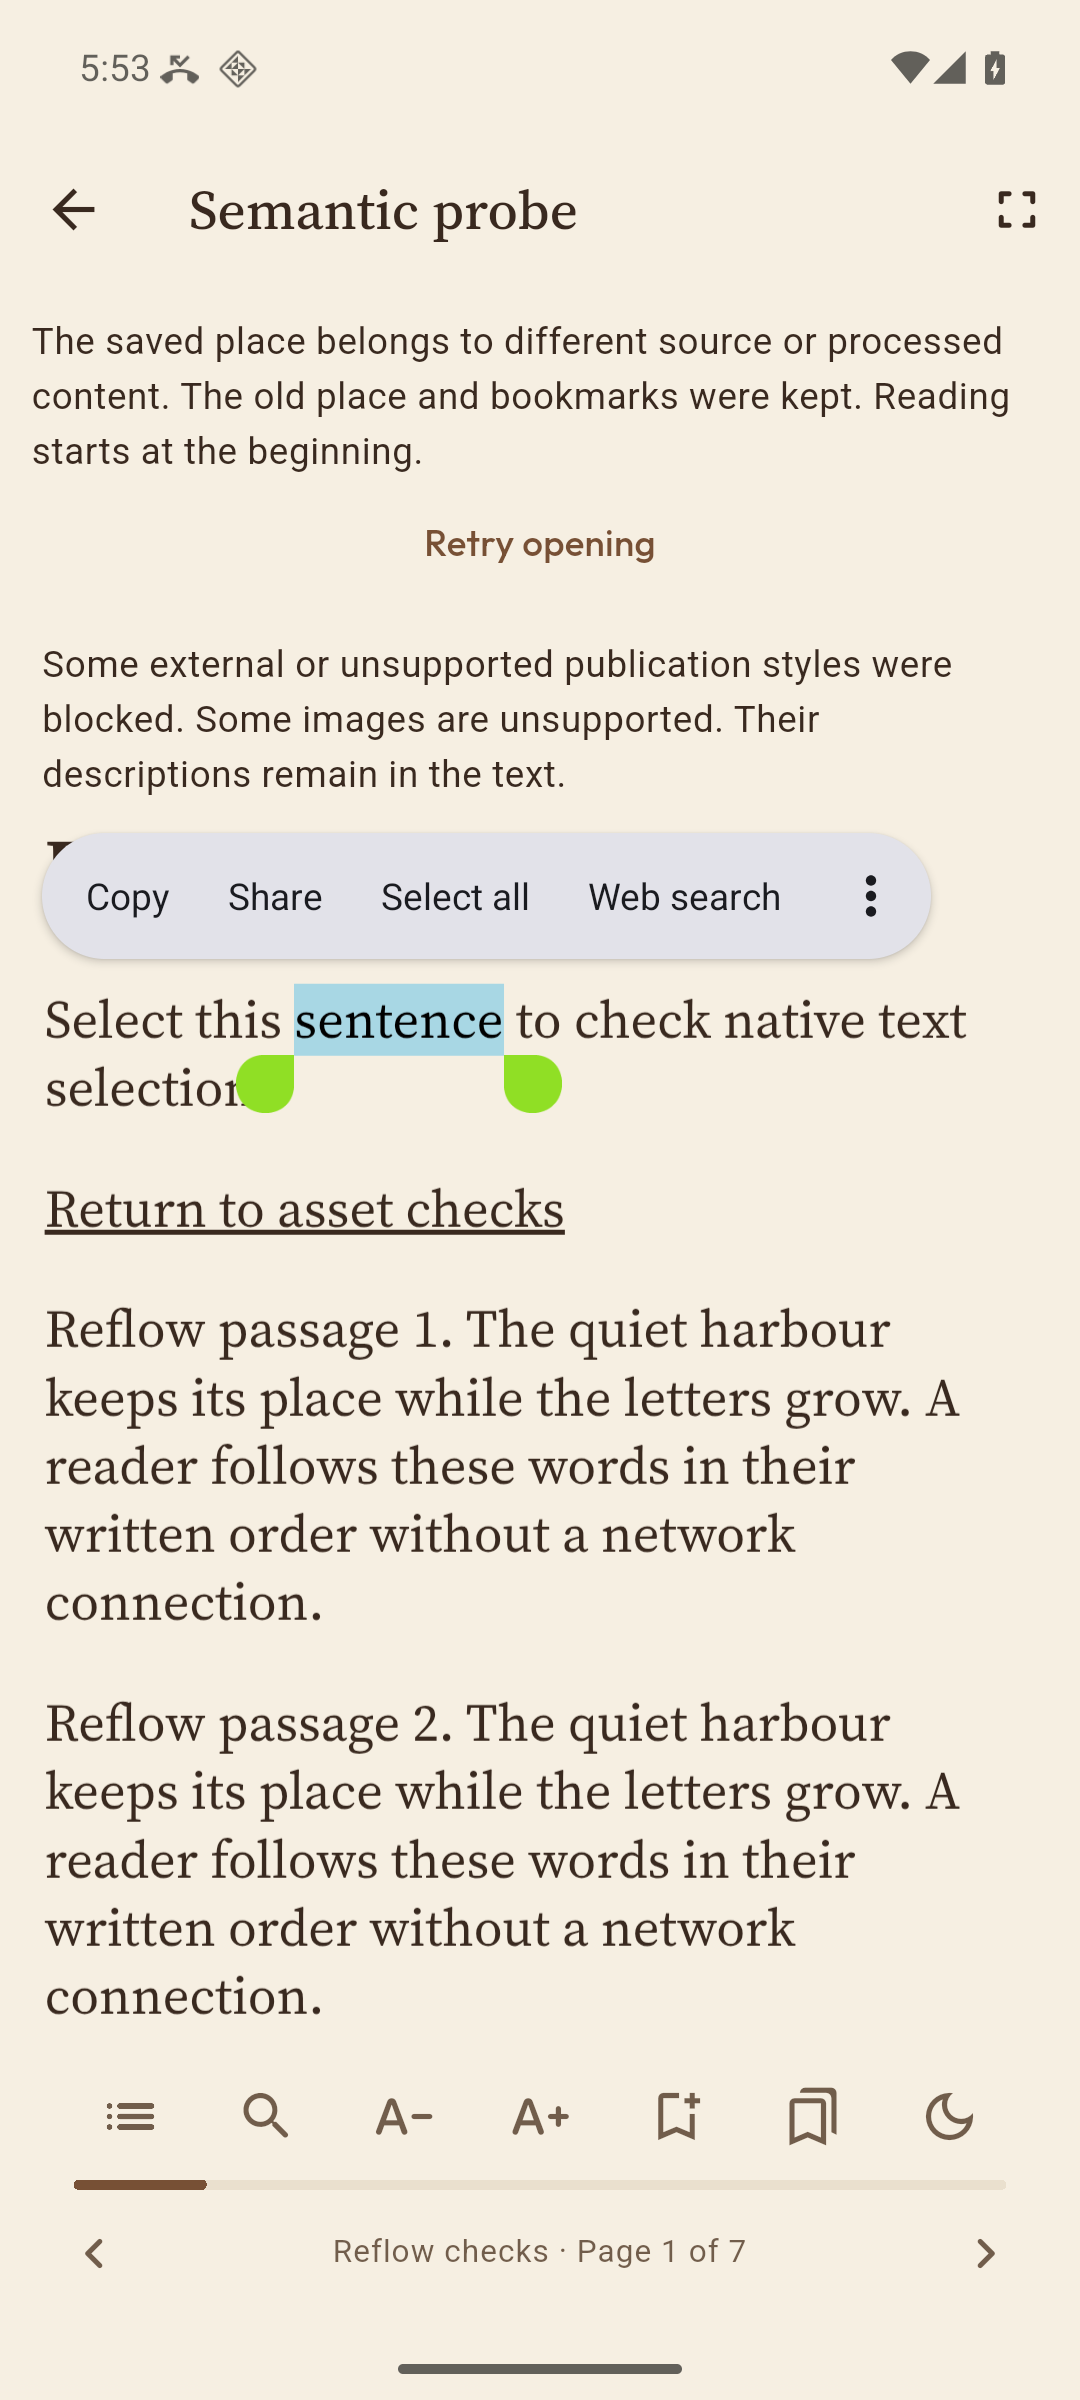 5:53
Semantic probe
The saved place belongs to different source or processed
content. The old place and bookmarks were kept. Reading
starts at the beginning.
Retry opening
Some external or unsupported publication styles were
blocked. Some images are unsupported. Their
descriptions remain in the text.
Copy Share Select all Web search
Select this sentence to check native text
selection
Return to asset checks
Reflow passage 1. The quiet harbour
keeps its place while the letters grow. A
reader follows these words in their
written order without a network
connection.
Reflow passage 2. The quiet harbour
keeps its place while the letters grow. A
reader follows these words in their
written order without a network
connection.
A− A+
Reflow checks · Page 1 of 7